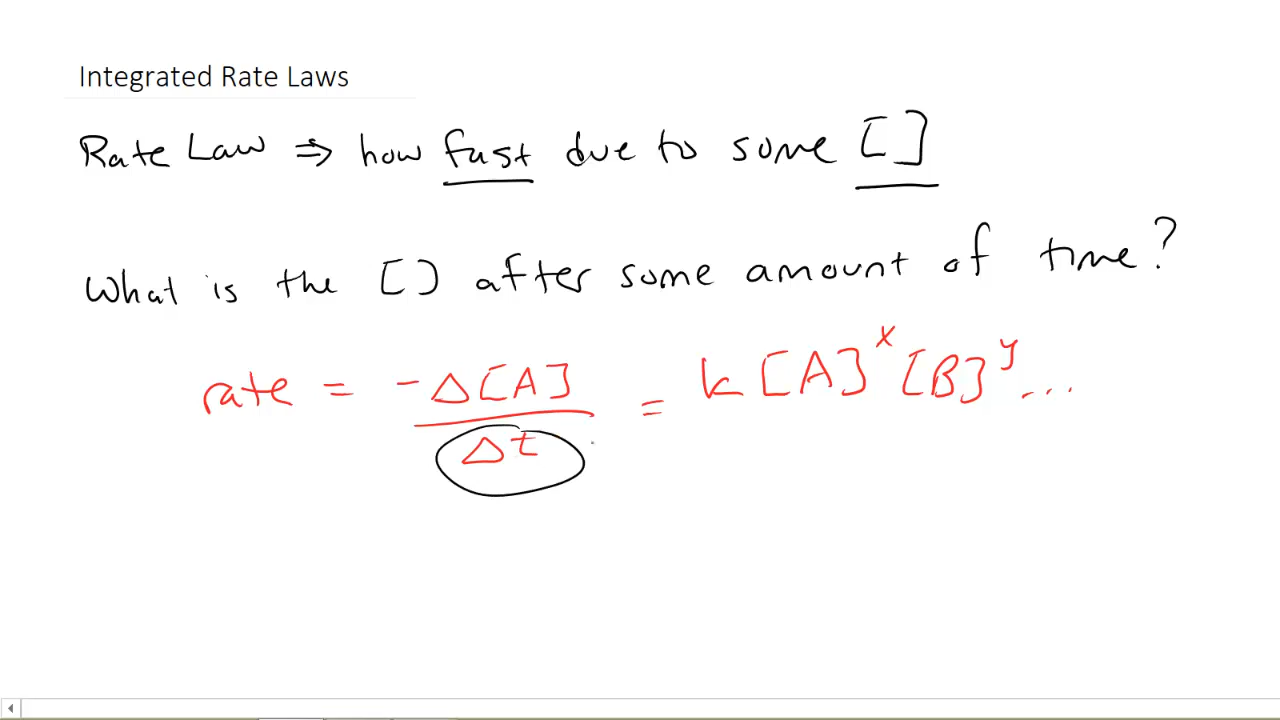 Integrated Rate Laws
Rate Law ⇒ how fast due to some []
What is the [] after some amount of time?
rate = -Δ[A]/Δt = k[A]^x[B]^y...